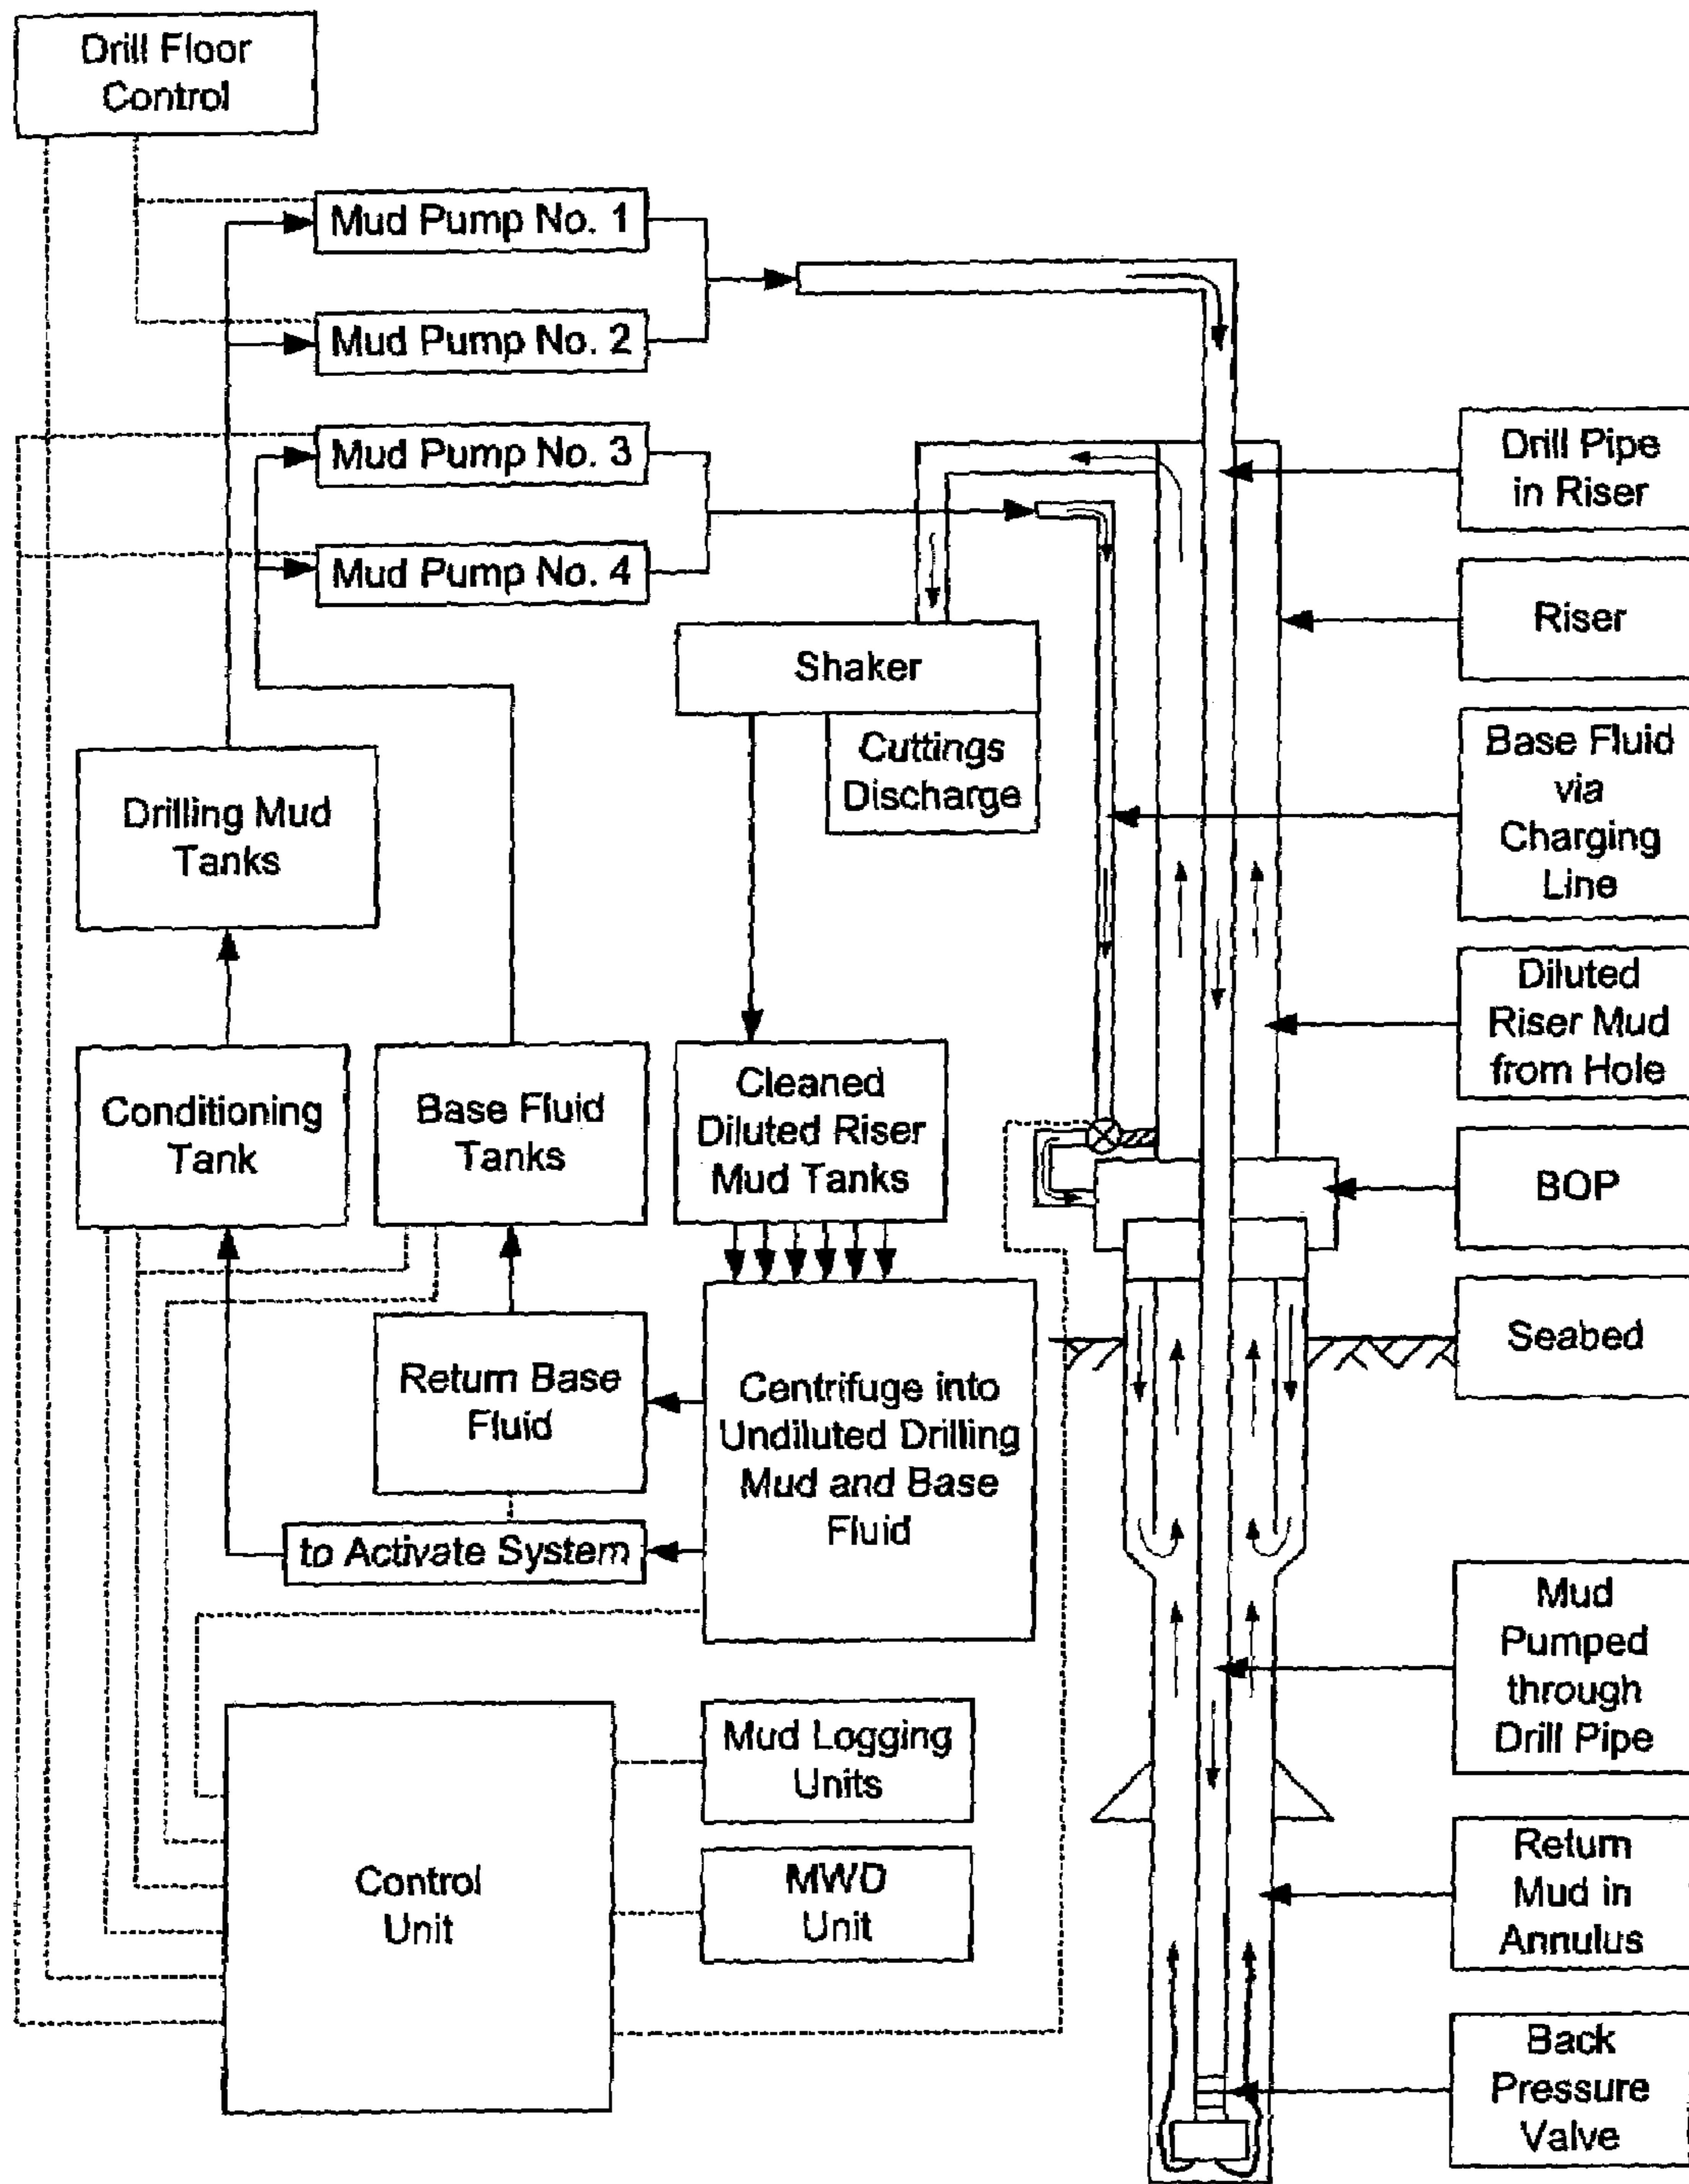 Drill Floor
Control
Mud Pump No. 1
Mud Pump No. 2
Mud Pump No. 3
Mud Pump No. 4
Drill Pipe
in Riser
Riser
Shaker
Cuttings
Discharge
Base Fluid
via
Charging
Line
Drilling Mud
Tanks
Diluted
Riser Mud
from Hole
Conditioning
Tank
Base Fluid
Tanks
Cleaned
Diluted Riser
Mud Tanks
BOP
Seabed
Return Base
Fluid
Centrifuge into
Undiluted Drilling
Mud and Base
Fluid
to Activate System
Mud
Pumped
through
Drill Pipe
Control
Unit
Mud Logging
Units
MWD
Unit
Return
Mud in
Annulus
Back
Pressure
Valve